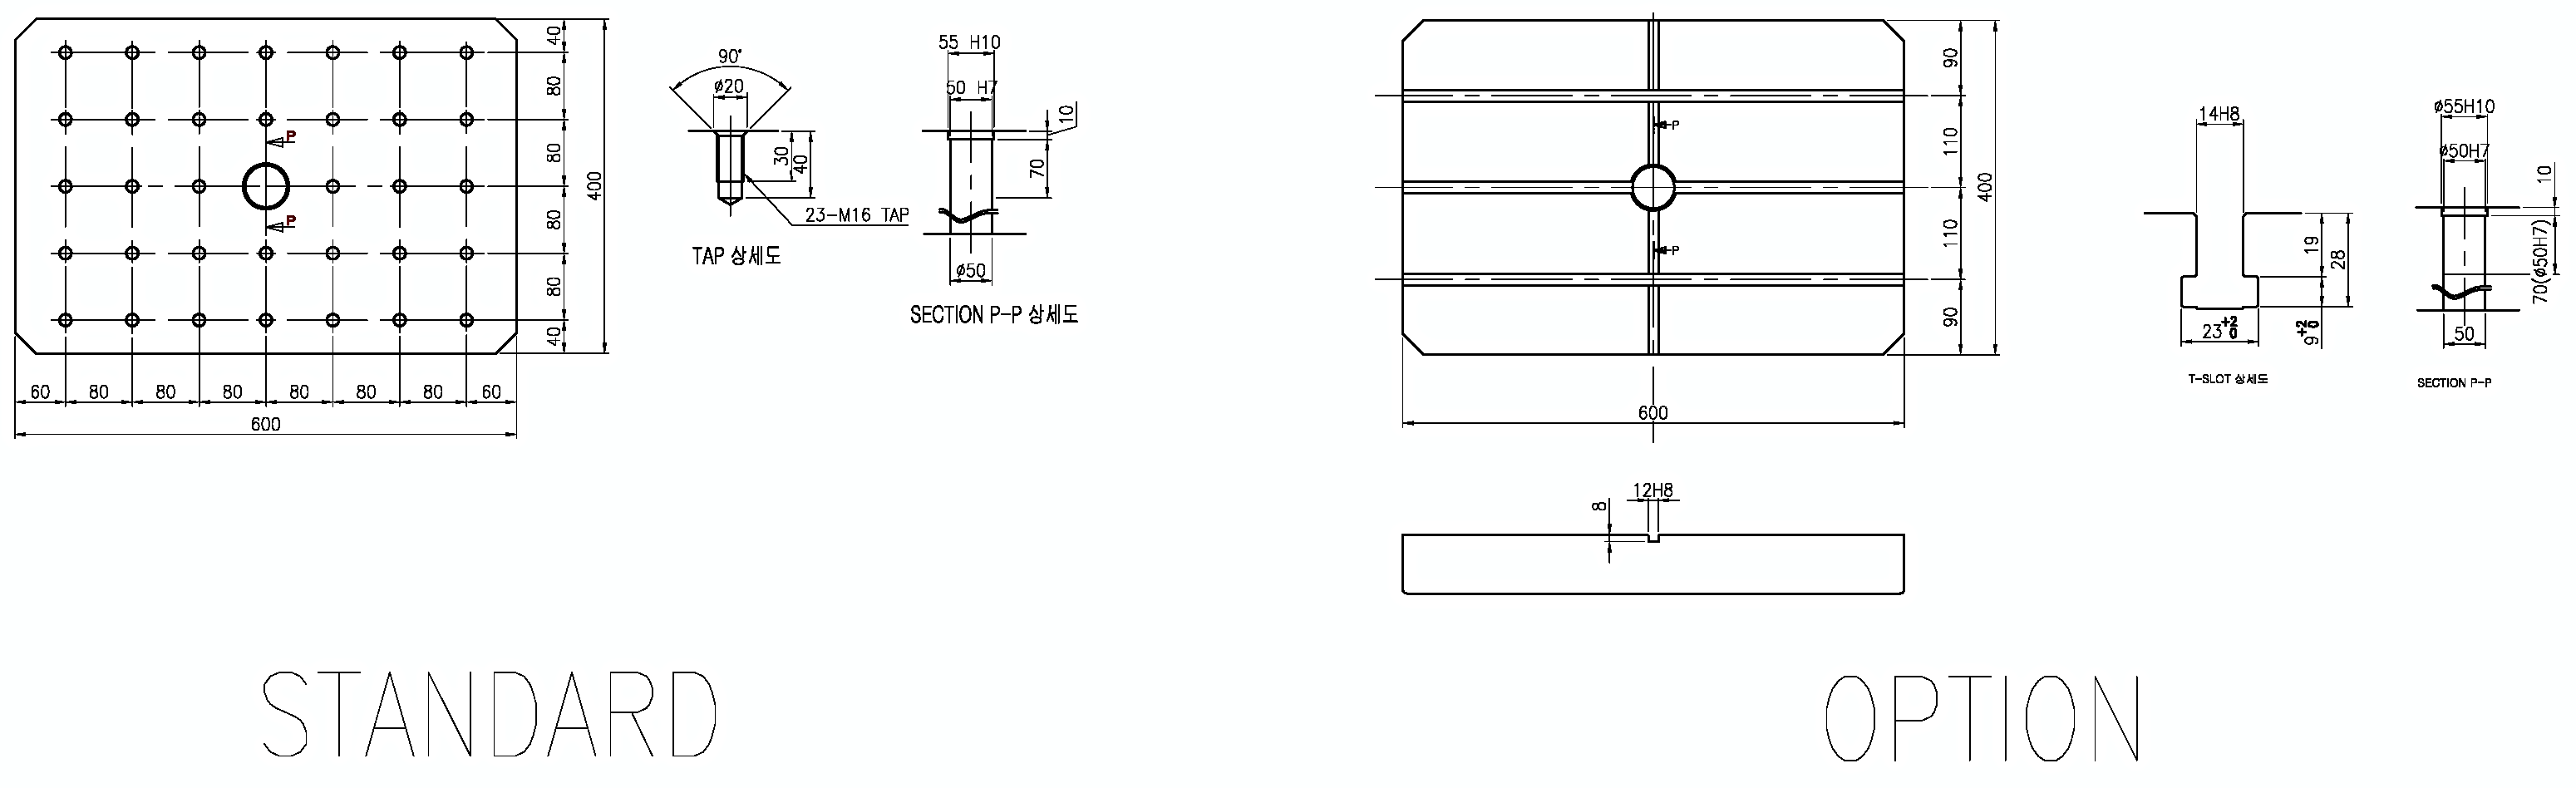 40
80
80
80
80
40
400
60
80
80
80
80
80
80
60
600
P
P
90°
ø20
30
40
23-M16 TAP
TAP 상세도
55 H10
50 H7
10
70
ø50
SECTION P-P 상세도
STANDARD
90
110
110
90
400
P
P
600
12H8
8
14H8
19
28
23+2 0
9+2 0
T-SLOT 상세도
ø55H10
ø50H7
10
70(ø50H7)
50
SECTION P-P
OPTION